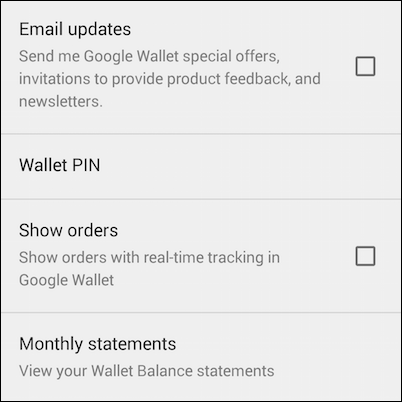 Email updates
Send me Google Wallet special offers,
invitations to provide product feedback, and
newsletters.
Wallet PIN
Show orders
Show orders with real-time tracking in
Google Wallet
Monthly statements
View your Wallet Balance statements